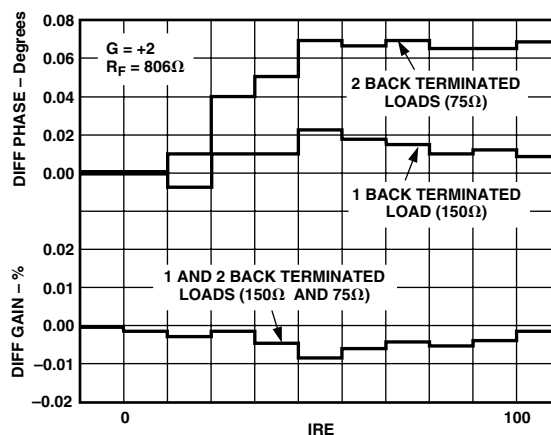 0.08
0.06
0.04
0.02
0.00
DIFF PHASE – Degrees
G = +2
RF = 806Ω
2 BACK TERMINATED
LOADS (75Ω)
1 BACK TERMINATED
LOAD (150Ω)
0.02
0.01
0.00
–0.01
–0.02
DIFF GAIN – %
1 AND 2 BACK TERMINATED
LOADS (150Ω AND 75Ω)
0
100
IRE